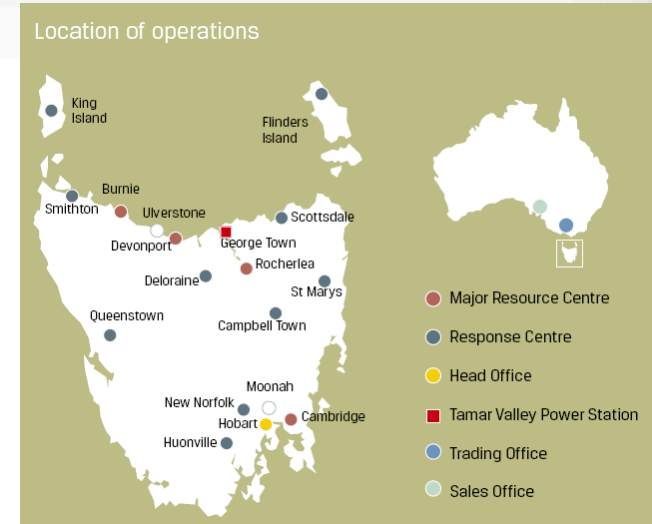 Location of operations
King
Island
Flinders
Island
Burnie
Smithton
Ulverstone
Scottsdale
Devonport
George Town
Rocherlea
Deloraine
St Marys
Queenstown
Campbell Town
Moonah
New Norfolk
Hobart
Cambridge
Huonville
Major Resource Centre
Response Centre
Head Office
Tamar Valley Power Station
Trading Office
Sales Office